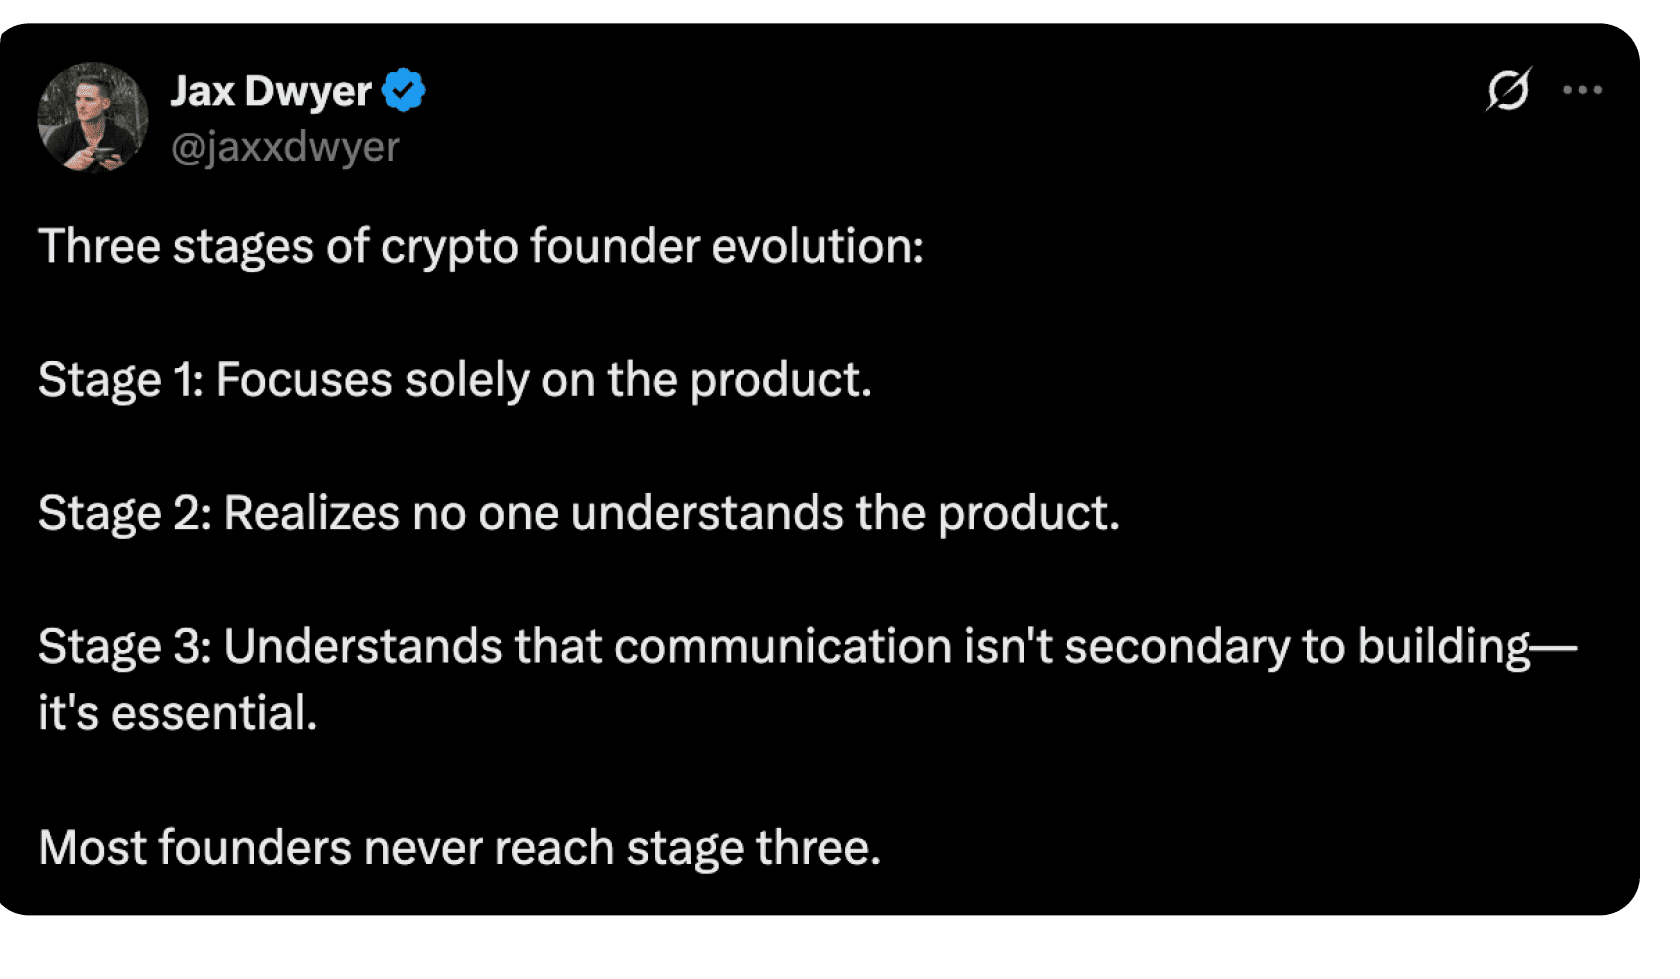 Jax Dwyer
@jaxxdwyer
Three stages of crypto founder evolution:
Stage 1: Focuses solely on the product.
Stage 2: Realizes no one understands the product.
Stage 3: Understands that communication isn't secondary to building—
it's essential.
Most founders never reach stage three.